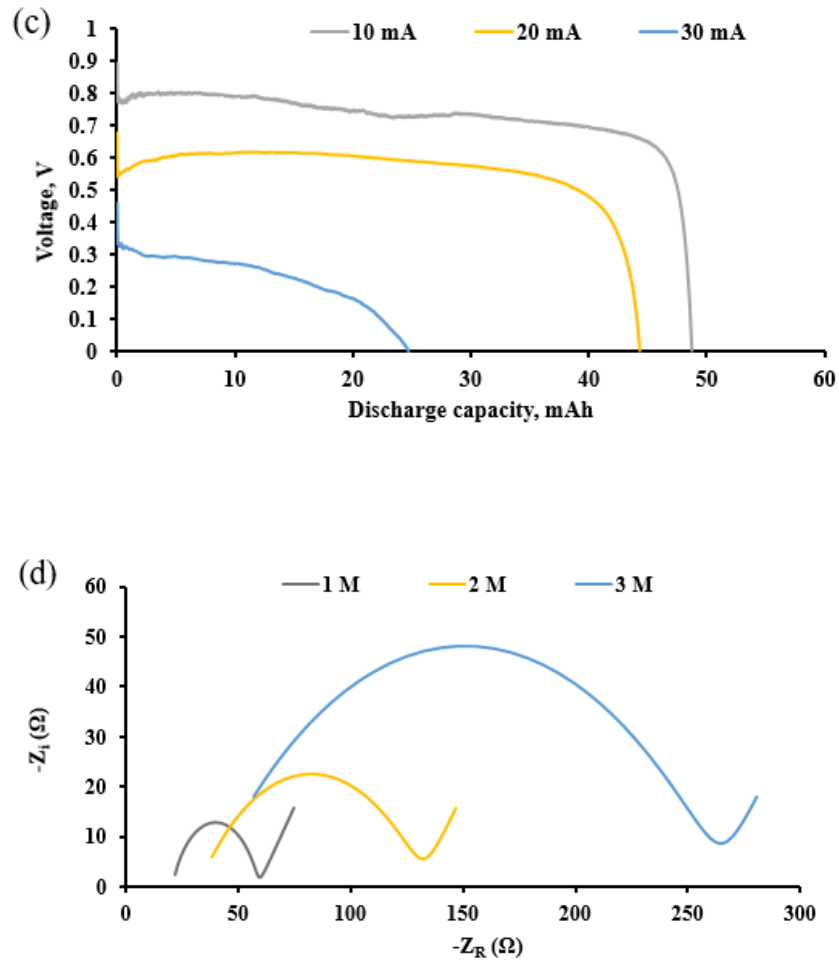 (c)
10 mA 20 mA 30 mA
1
0.9
0.8
0.7
0.6
0.5
0.4
0.3
0.2
0.1
0
Voltage, V
0 10 20 30 40 50 60
Discharge capacity, mAh
(d)
1 M 2 M 3 M
60
50
40
30
20
10
0
-Zi (Ω)
0 50 100 150 200 250 300
-ZR (Ω)